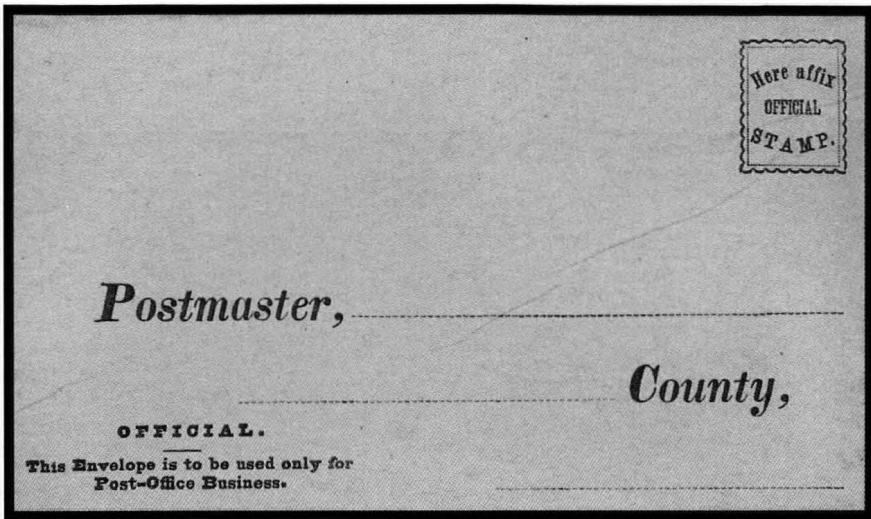 Here affix
OFFICIAL
STAMP.
Postmaster,
County,
OFFICIAL.
This Envelope is to be used only for
Post-Office Business.